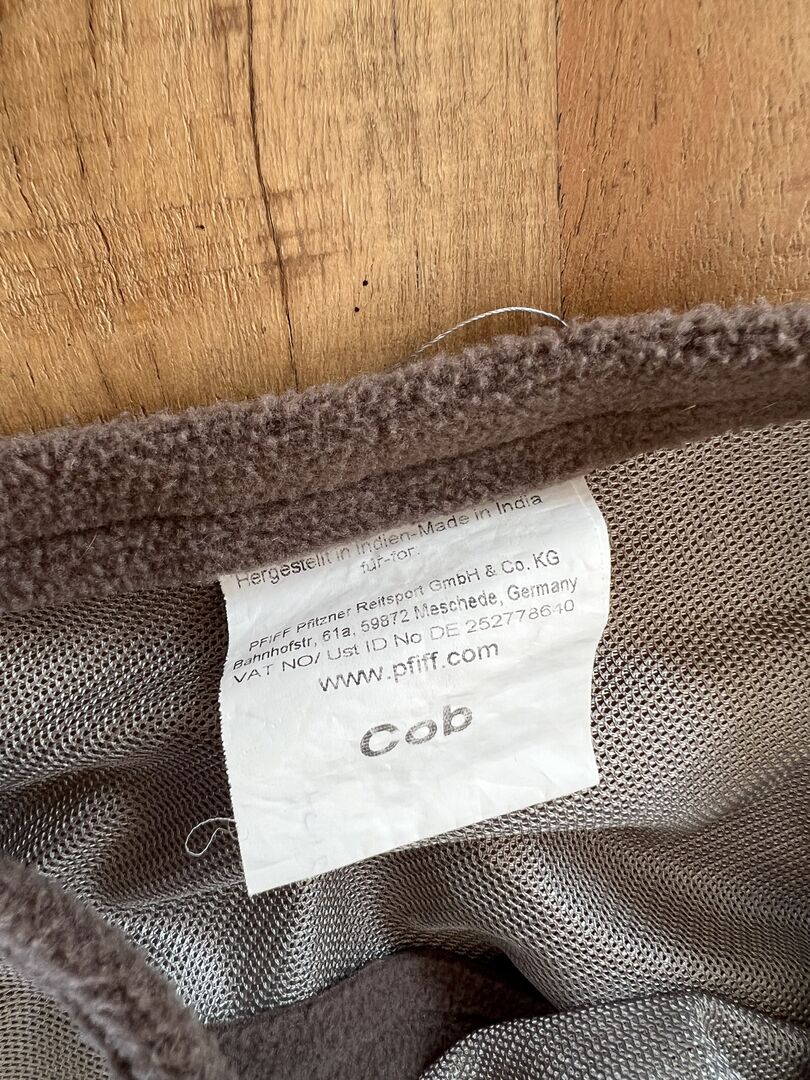 Hergestellt in Indien-Made in India
für-for:
PFIFF Pfitzner Reitsport GmbH & Co. KG
Bahnhofstr, 61a, 59872 Meschede, Germany
VAT NO/ Ust ID No DE 252778640
www.pfiff.com
Cob